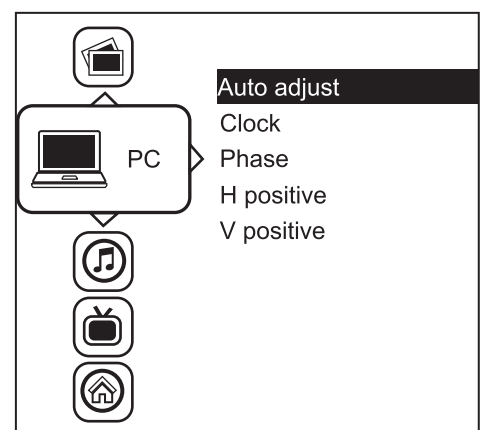 PC
Auto adjust
Clock
Phase
H positive
V positive